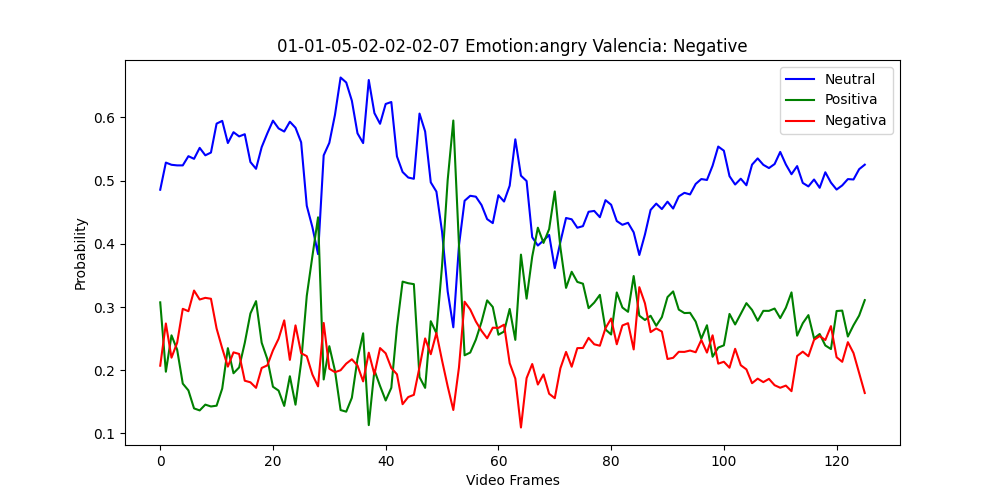 01-01-05-02-02-02-07 Emotion:angry Valencia: Negative
Neutral
Positiva
Negativa
Probability
0.6
0.5
0.4
0.3
0.2
0.1
0
20
40
60
80
100
120
Video Frames